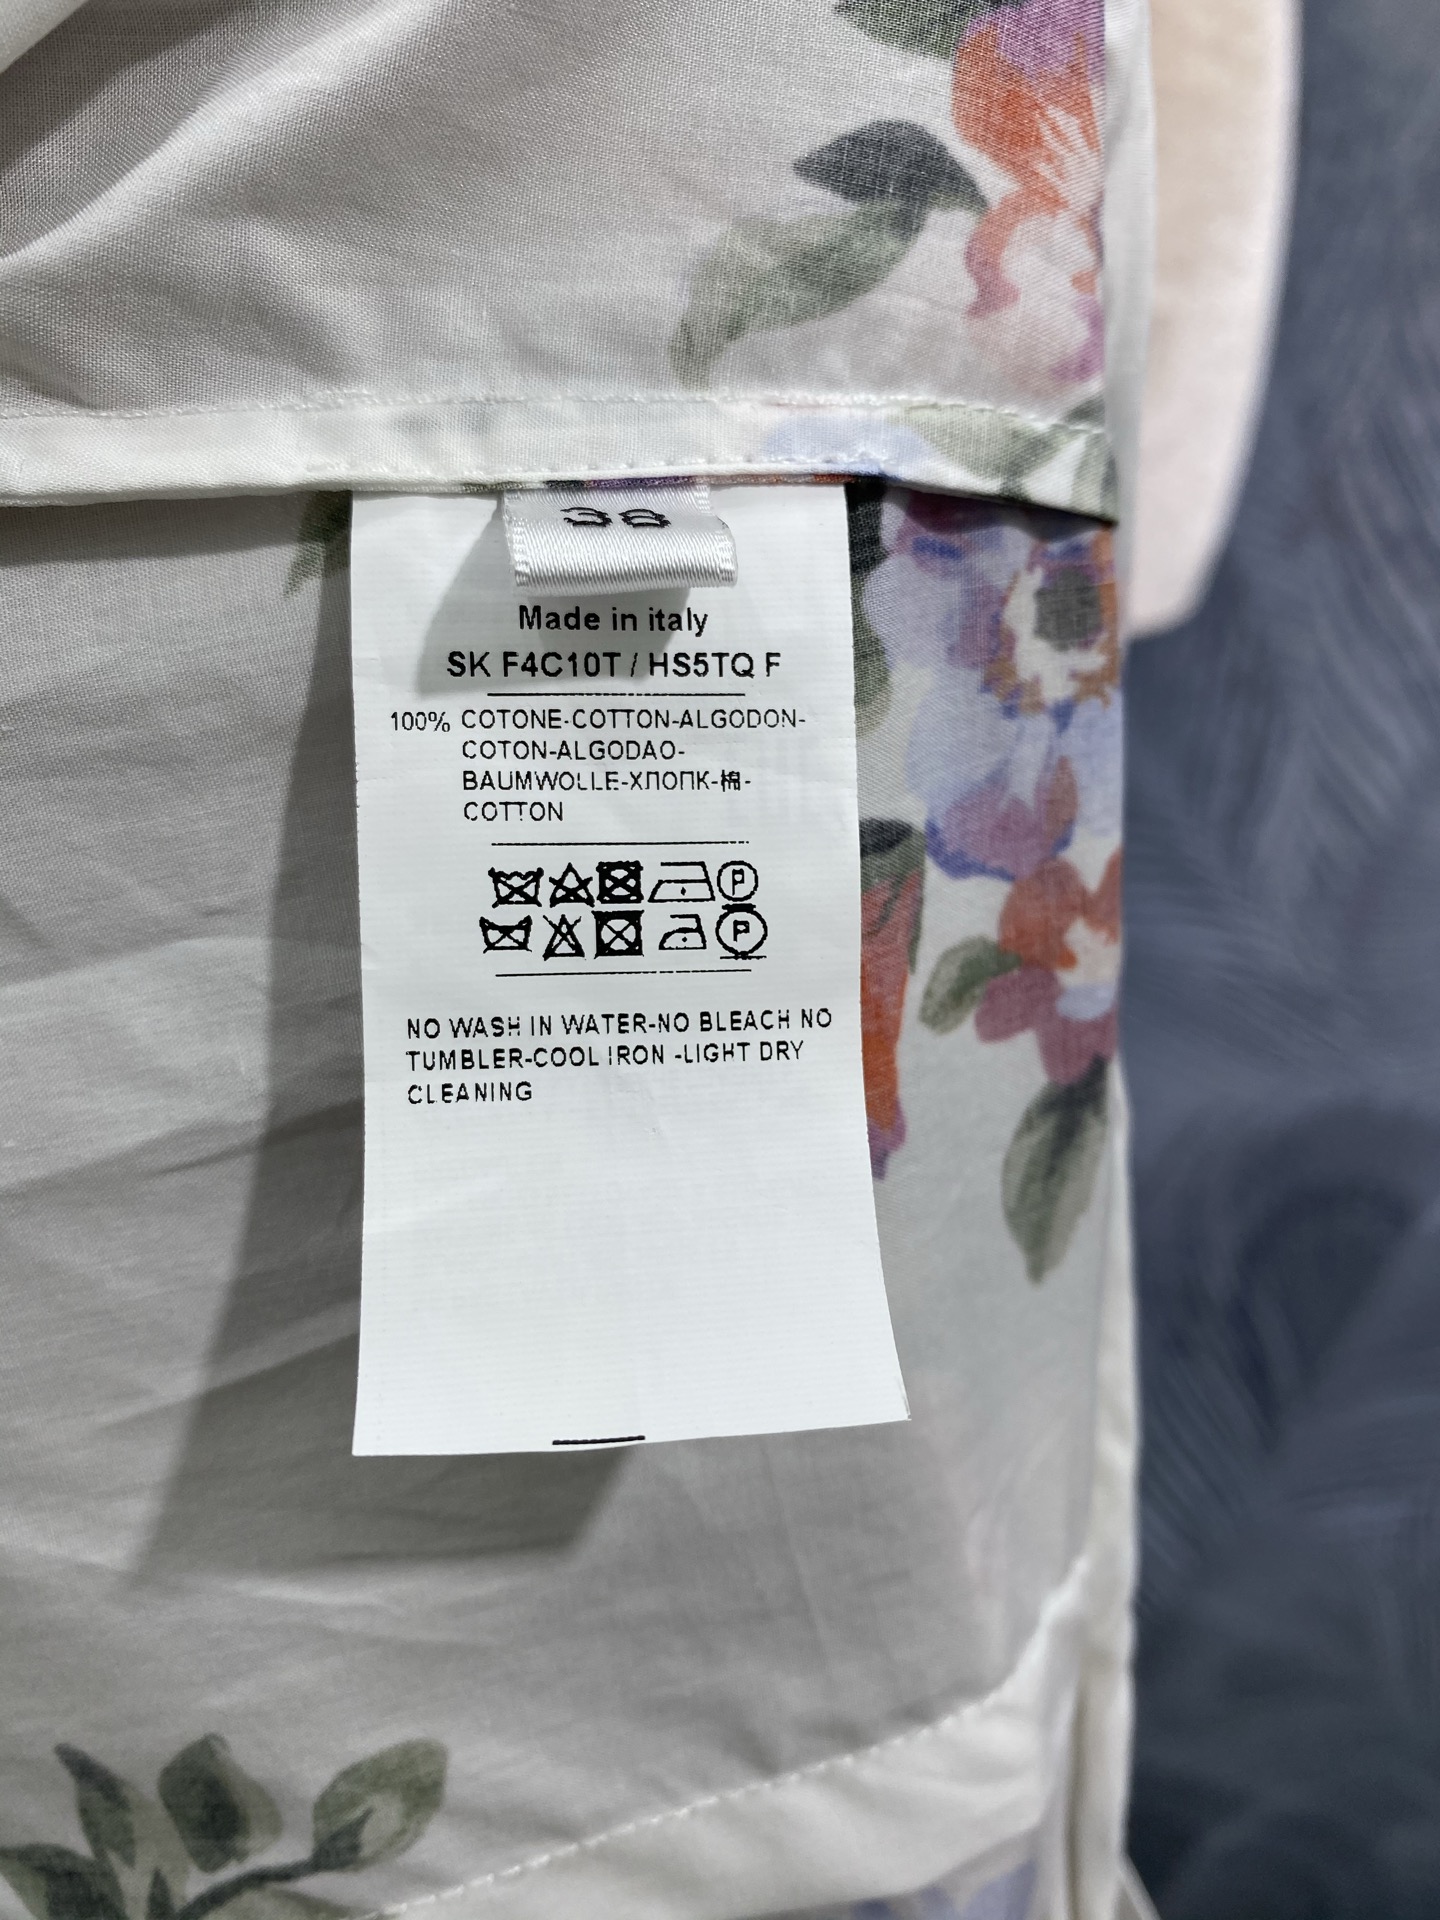 38
Made in italy
SK F4C10T / HS5TQ F
100% COTONE-COTTON-ALGODON-
COTON-ALGODAO-
BAUMWOLLE-ХПОПК-棉-
COTTON
P
P
NO WASH IN WATER-NO BLEACH NO
TUMBLER-COOL IRON -LIGHT DRY
CLEANING